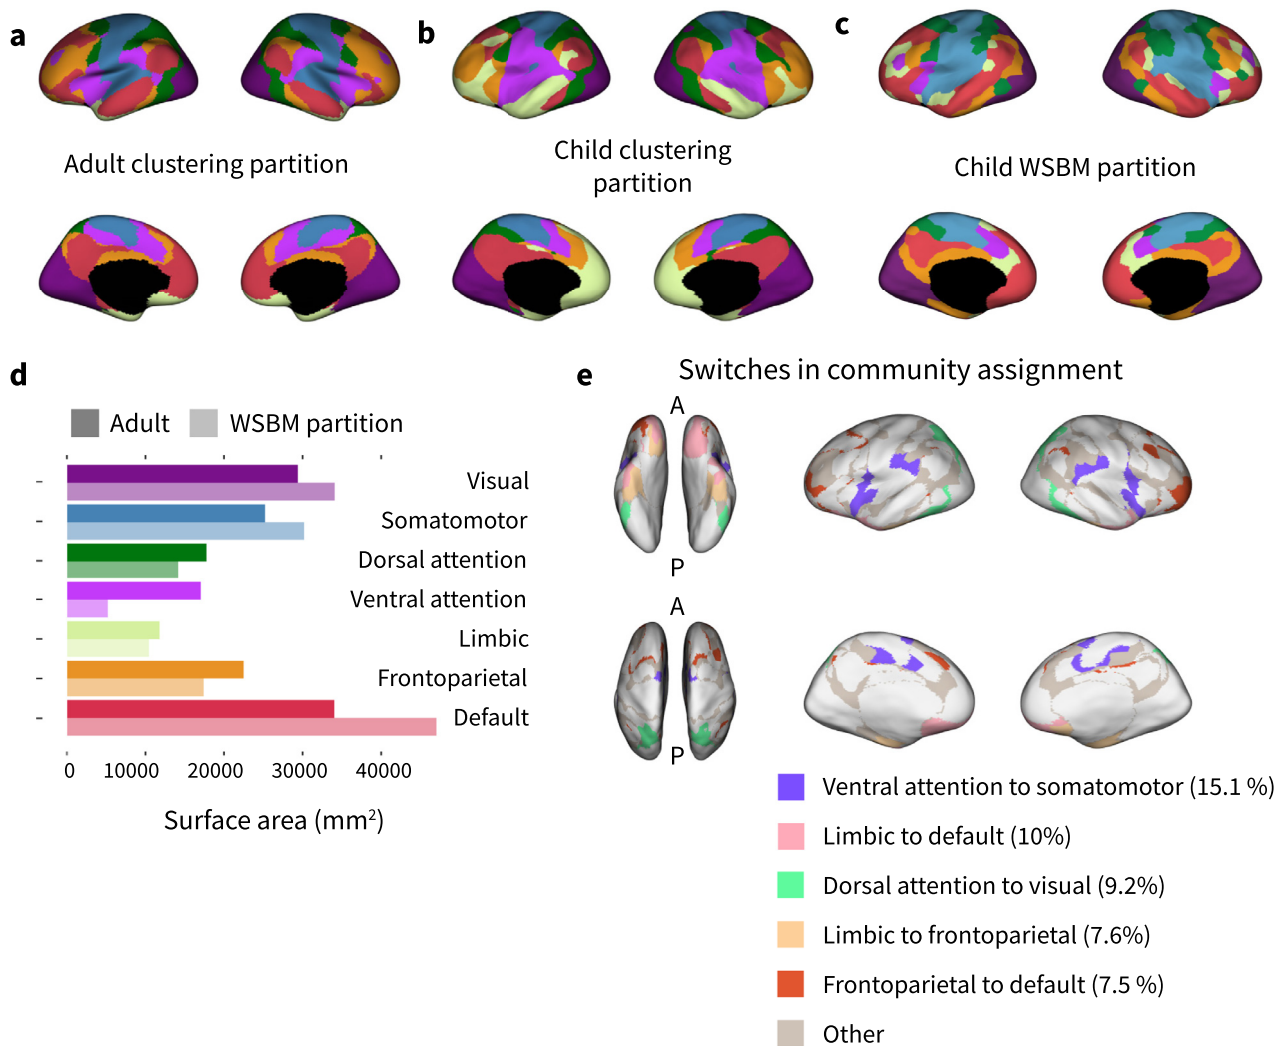 a
b
c
Adult clustering partition
Child clustering
partition
Child WSBM partition
d
Adult
WSBM partition
Visual
Somatomotor
Dorsal attention
Ventral attention
Limbic
Frontoparietal
Default
0 10000 20000 30000 40000
Surface area (mm²)
e
Switches in community assignment
A
P
A
P
Ventral attention to somatomotor (15.1 %)
Limbic to default (10%)
Dorsal attention to visual (9.2%)
Limbic to frontoparietal (7.6%)
Frontoparietal to default (7.5 %)
Other